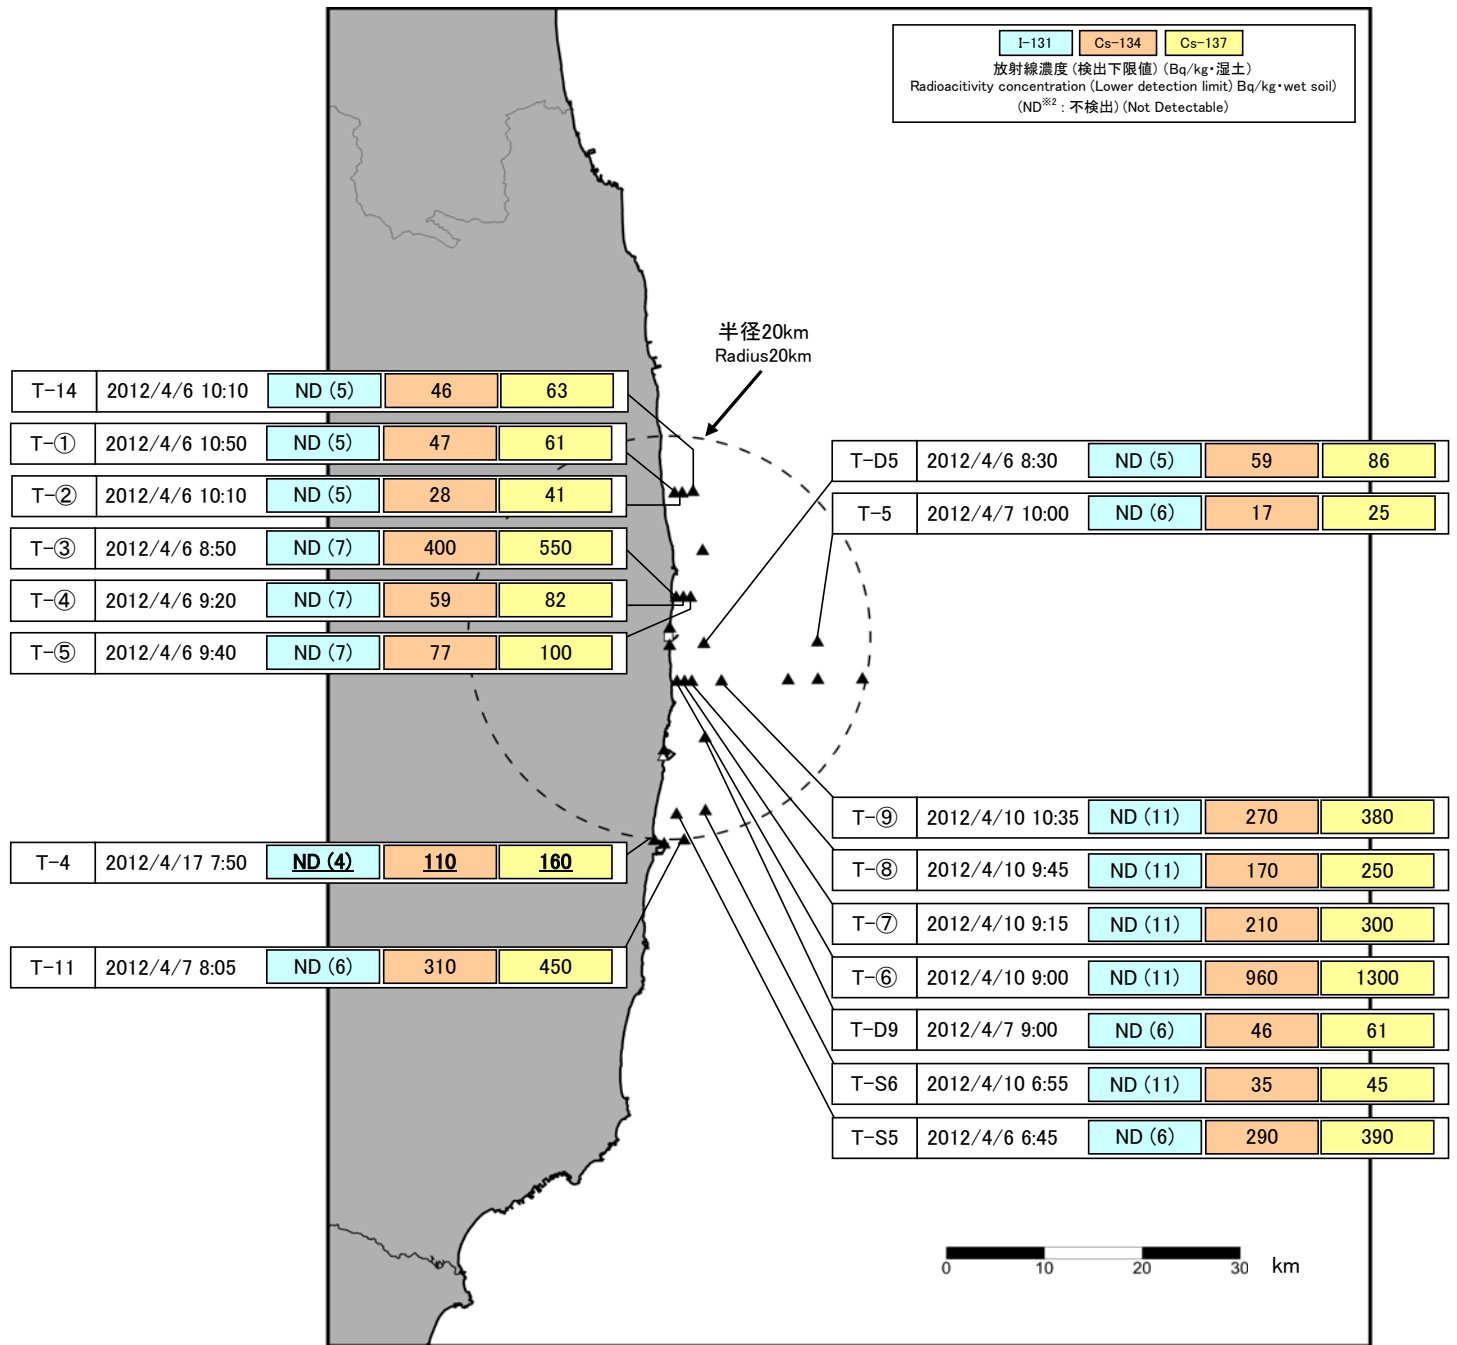 I-131 Cs-134 Cs-137
放射線濃度 (検出下限値) (Bq/kg・湿土)
Radioacitivity concentration (Lower detection limit) Bq/kg・wet soil)
(ND※2 : 不検出) (Not Detectable)
半径20km
Radius20km
T-14 2012/4/6 10:10 ND (5) 46 63
T-① 2012/4/6 10:50 ND (5) 47 61
T-② 2012/4/6 10:10 ND (5) 28 41
T-③ 2012/4/6 8:50 ND (7) 400 550
T-④ 2012/4/6 9:20 ND (7) 59 82
T-⑤ 2012/4/6 9:40 ND (7) 77 100
T-4 2012/4/17 7:50 ND (4) 110 160
T-11 2012/4/7 8:05 ND (6) 310 450
T-D5 2012/4/6 8:30 ND (5) 59 86
T-5 2012/4/7 10:00 ND (6) 17 25
T-⑨ 2012/4/10 10:35 ND (11) 270 380
T-⑧ 2012/4/10 9:45 ND (11) 170 250
T-⑦ 2012/4/10 9:15 ND (11) 210 300
T-⑥ 2012/4/10 9:00 ND (11) 960 1300
T-D9 2012/4/7 9:00 ND (6) 46 61
T-S6 2012/4/10 6:55 ND (11) 35 45
T-S5 2012/4/6 6:45 ND (6) 290 390
0 10 20 30 km